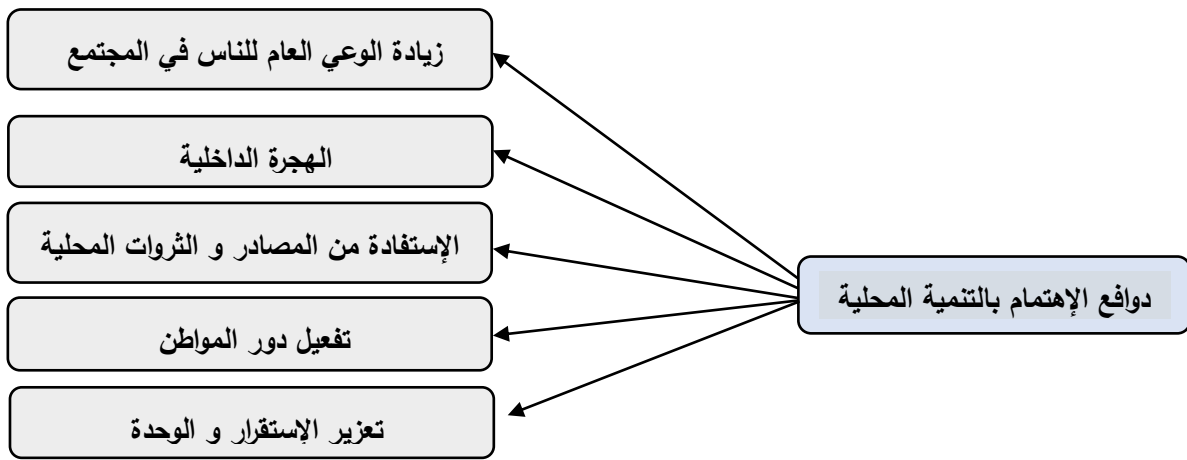 زيادة الوعي العام للناس في المجتمع
الهجرة الداخلية
الإستفادة من المصادر و الثروات المحلية
دوافع الإهتمام بالتنمية المحلية
تفعيل دور المواطن
تعزير الإستقرار و الوحدة